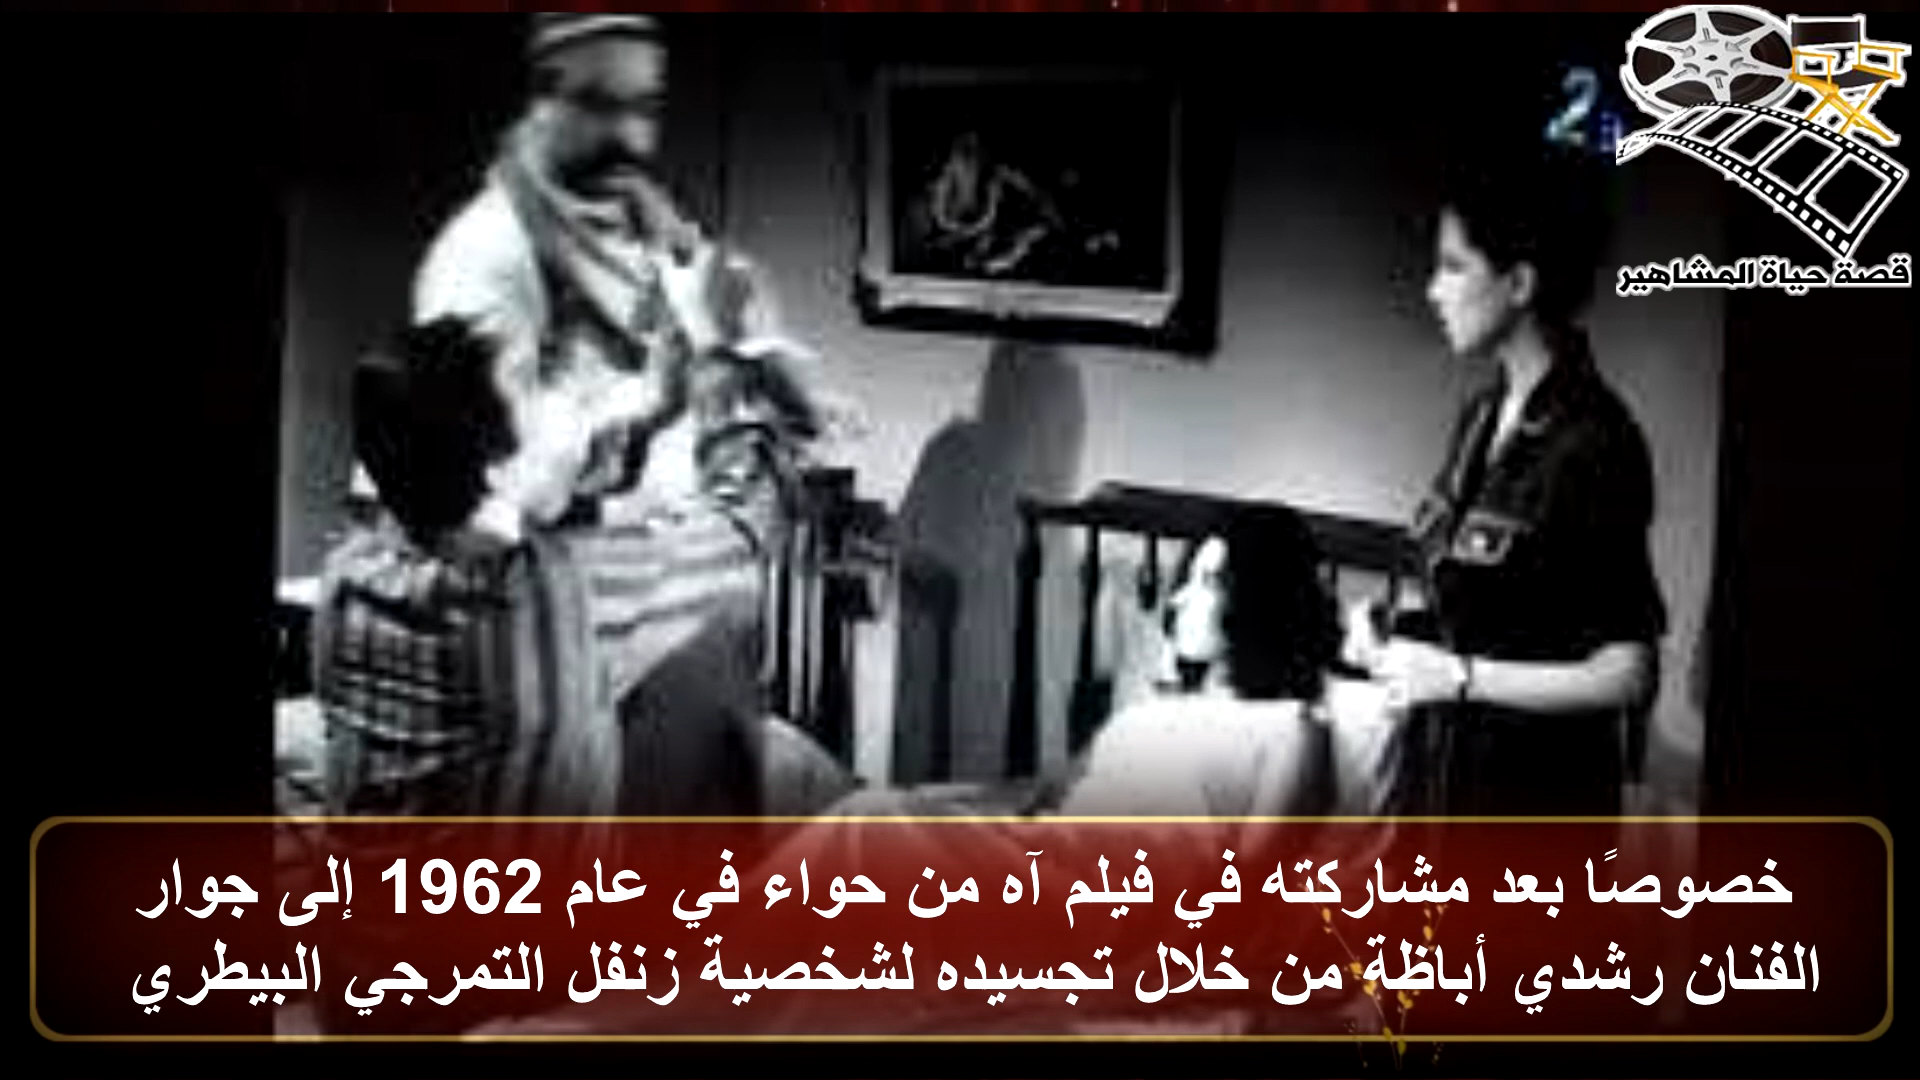 قصة حياة المشاهير
خصوصًا بعد مشاركته في فيلم آه من حواء في عام 1962 إلى جوار
الفنان رشدي أباظة من خلال تجسيده لشخصية زنفل التمرجي البيطري